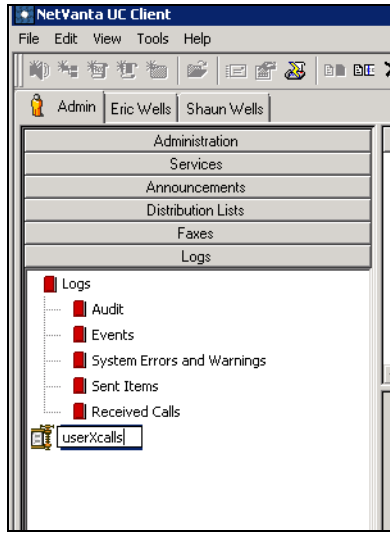 NetVanta UC Client
File Edit View Tools Help
Admin Eric Wells Shaun Wells
Administration
Services
Announcements
Distribution Lists
Faxes
Logs
Logs
Audit
Events
System Errors and Warnings
Sent Items
Received Calls
userXcalls